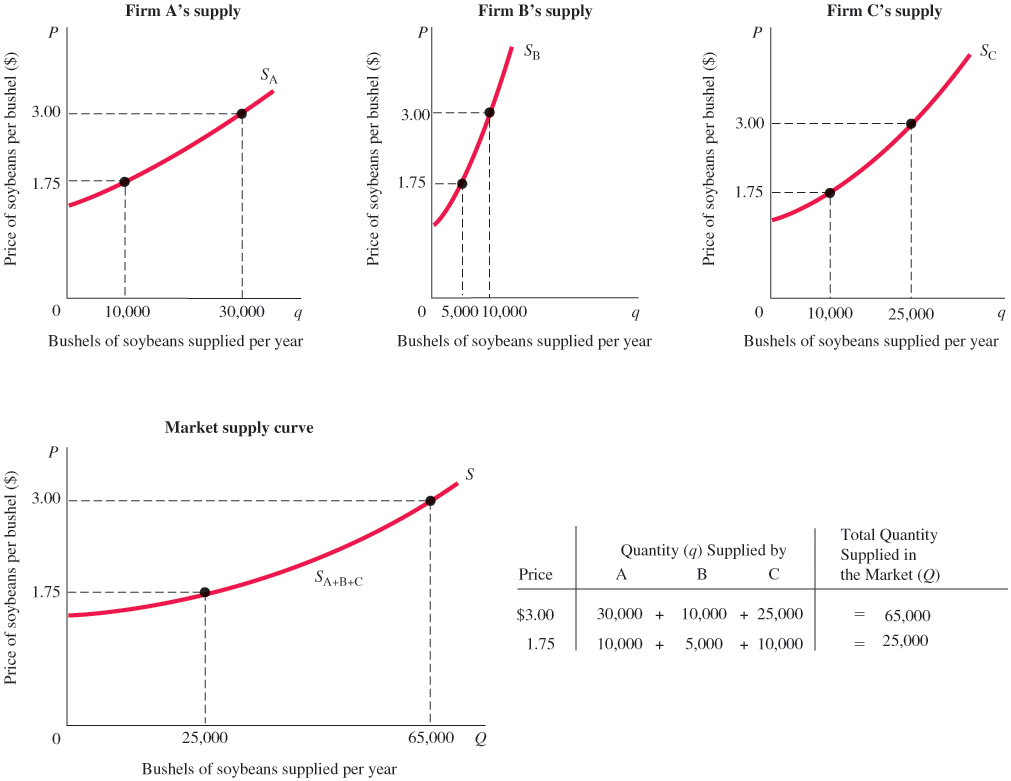 Firm A's supply
P
Price of soybeans per bushel ($)
S_A
3.00
1.75
0
10,000
30,000
q
Bushels of soybeans supplied per year
Firm B's supply
P
Price of soybeans per bushel ($)
S_B
3.00
1.75
0
5,000
10,000
q
Bushels of soybeans supplied per year
Firm C's supply
P
Price of soybeans per bushel ($)
S_C
3.00
1.75
0
10,000
25,000
q
Bushels of soybeans supplied per year
Market supply curve
P
Price of soybeans per bushel ($)
S
3.00
S_A+B+C
1.75
0
25,000
65,000
Q
Bushels of soybeans supplied per year
Total Quantity
Quantity (q) Supplied by
Supplied in
Price A B C the Market (Q)
$3.00 30,000 + 10,000 + 25,000 = 65,000
1.75 10,000 + 5,000 + 10,000 = 25,000